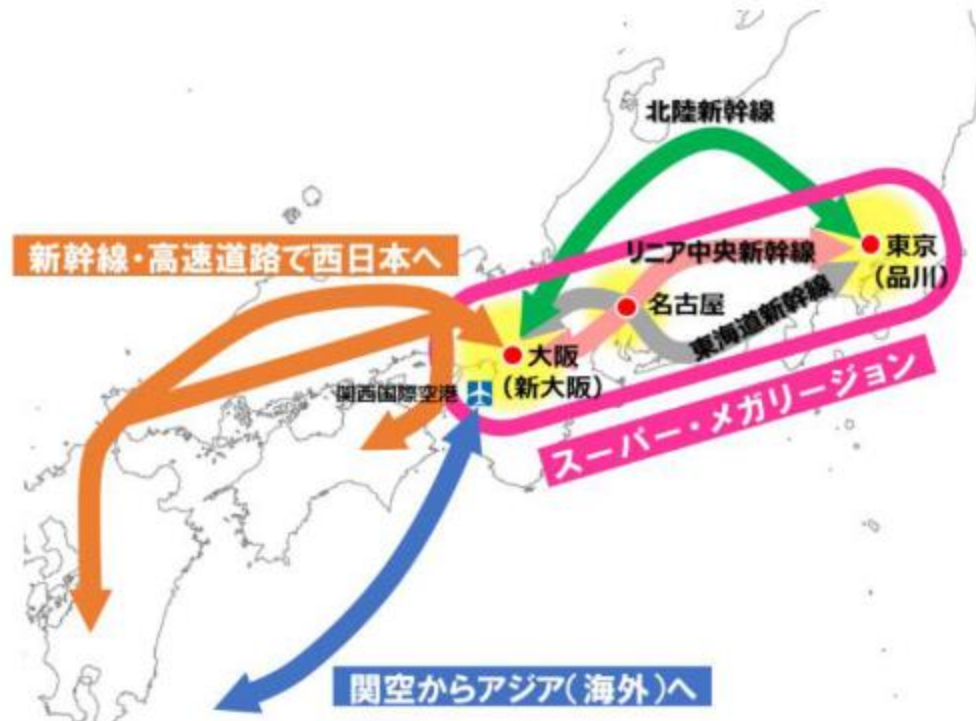 北陸新幹線
新幹線・高速道路で西日本へ
リニア中央新幹線
東京
（品川）
名古屋
東海道新幹線
大阪
（新大阪）
関西国際空港
スーパー・メガリージョン
関空からアジア（海外）へ